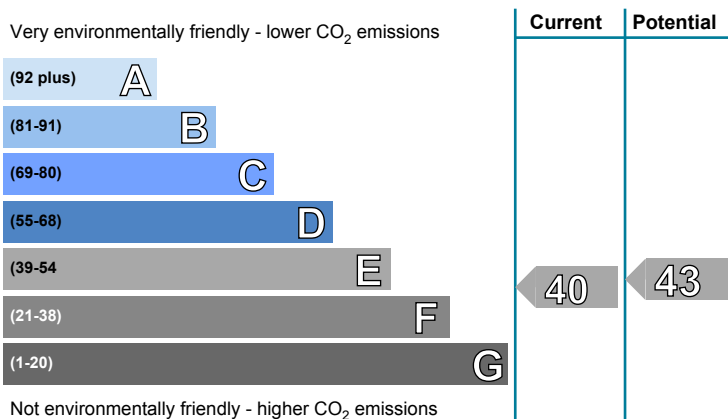 Current Potential
Very environmentally friendly - lower CO2 emissions
(92 plus) A
(81-91) B
(69-80) C
(55-68) D
(39-54 E
40 43
(21-38) F
(1-20) G
Not environmentally friendly - higher CO2 emissions